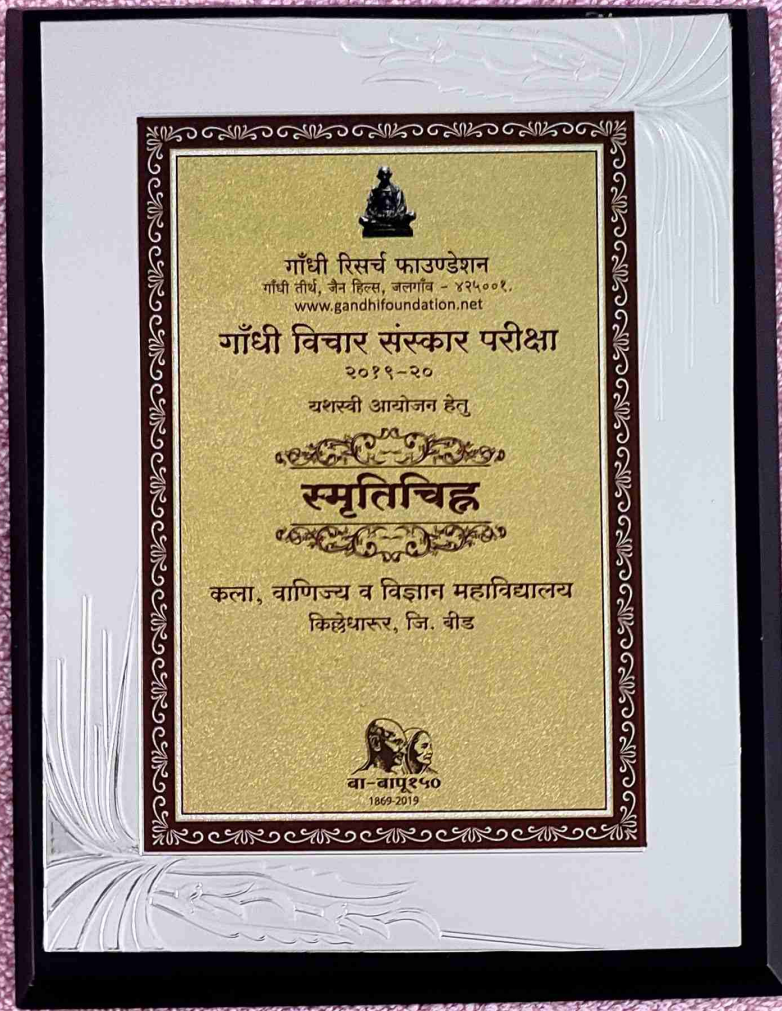 गाँधी रिसर्च फाउण्डेशन
गाँधी तीर्थ, जैन हिल्स, जलगाँव - ४२५००१.
www.gandhifoundation.net
गाँधी विचार संस्कार परीक्षा
२०१९-२०
यशस्वी आयोजन हेतु
स्मृतिचिह्न
कला, वाणिज्य व विज्ञान महाविद्यालय
किल्लेधारूर, जि. बीड
बा-बापू१५०
1869-2019